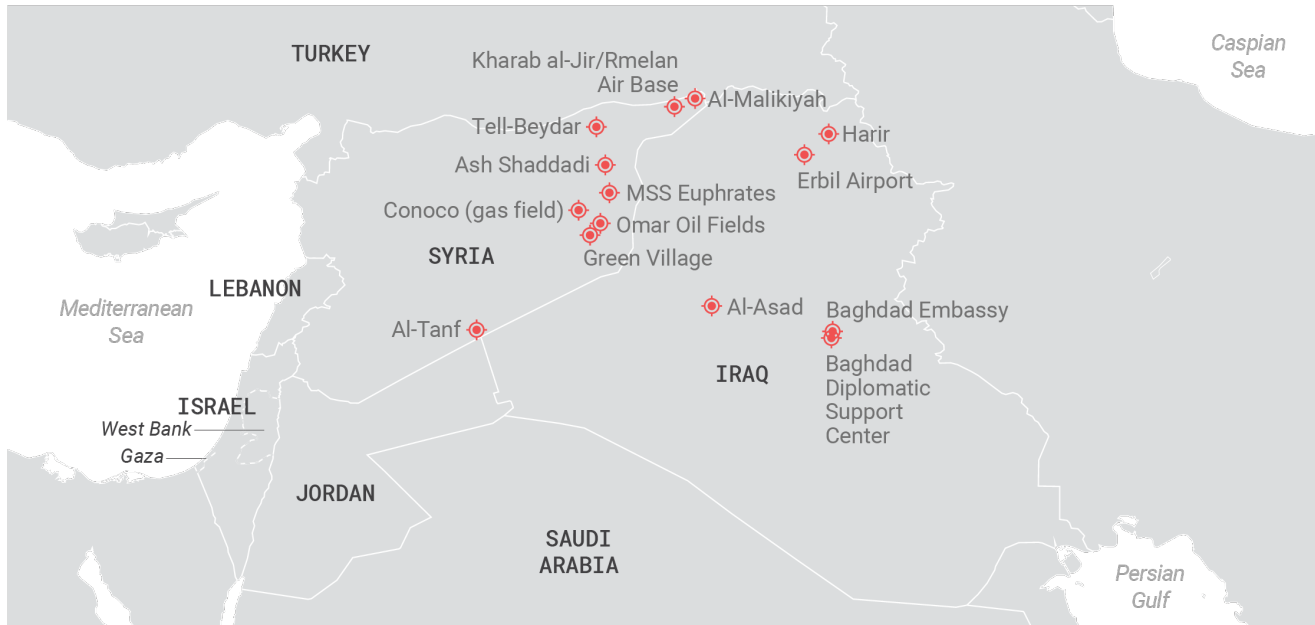 TURKEY
Kharab al-Jir/Rmelan
Air Base
Caspian
Sea
Al-Malikiyah
Tell-Beydar
Harir
Ash Shaddadi
Erbil Airport
MSS Euphrates
Conoco (gas field)
Omar Oil Fields
SYRIA
Green Village
LEBANON
Mediterranean
Sea
Al-Asad
Baghdad Embassy
Al-Tanf
IRAQ
Baghdad
Diplomatic
Support
Center
ISRAEL
West Bank
Gaza
JORDAN
SAUDI
ARABIA
Persian
Gulf